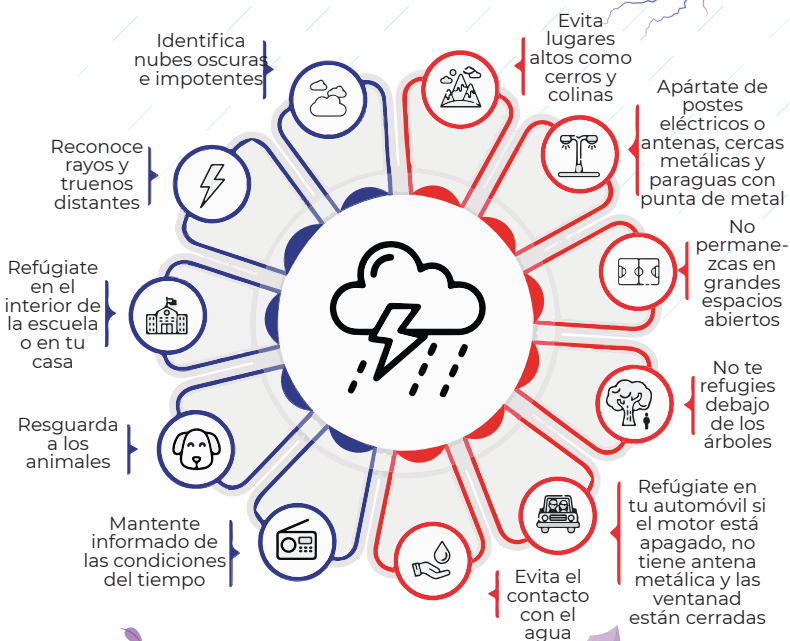 Identifica
nubes oscuras
e impotentes
Reconoce
rayos y
truenos
distantes
Refúgiate
en el
interior de
la escuela
o en tu
casa
Resguarda
a los
animales
Mantente
informado de
las condiciones
del tiempo
Evita
lugares
altos como
cerros y
colinas
Apártate de
postes
eléctricos o
antenas, cercas
metálicas y
paraguas con
punta de metal
No
permane-
zcas en
grandes
espacios
abiertos
No te
refugies
debajo
de los
árboles
Refúgiate en
tu automóvil si
el motor está
apagado, no
tiene antena
metálica y las
ventanad
están cerradas
Evita el
contacto
con el
agua